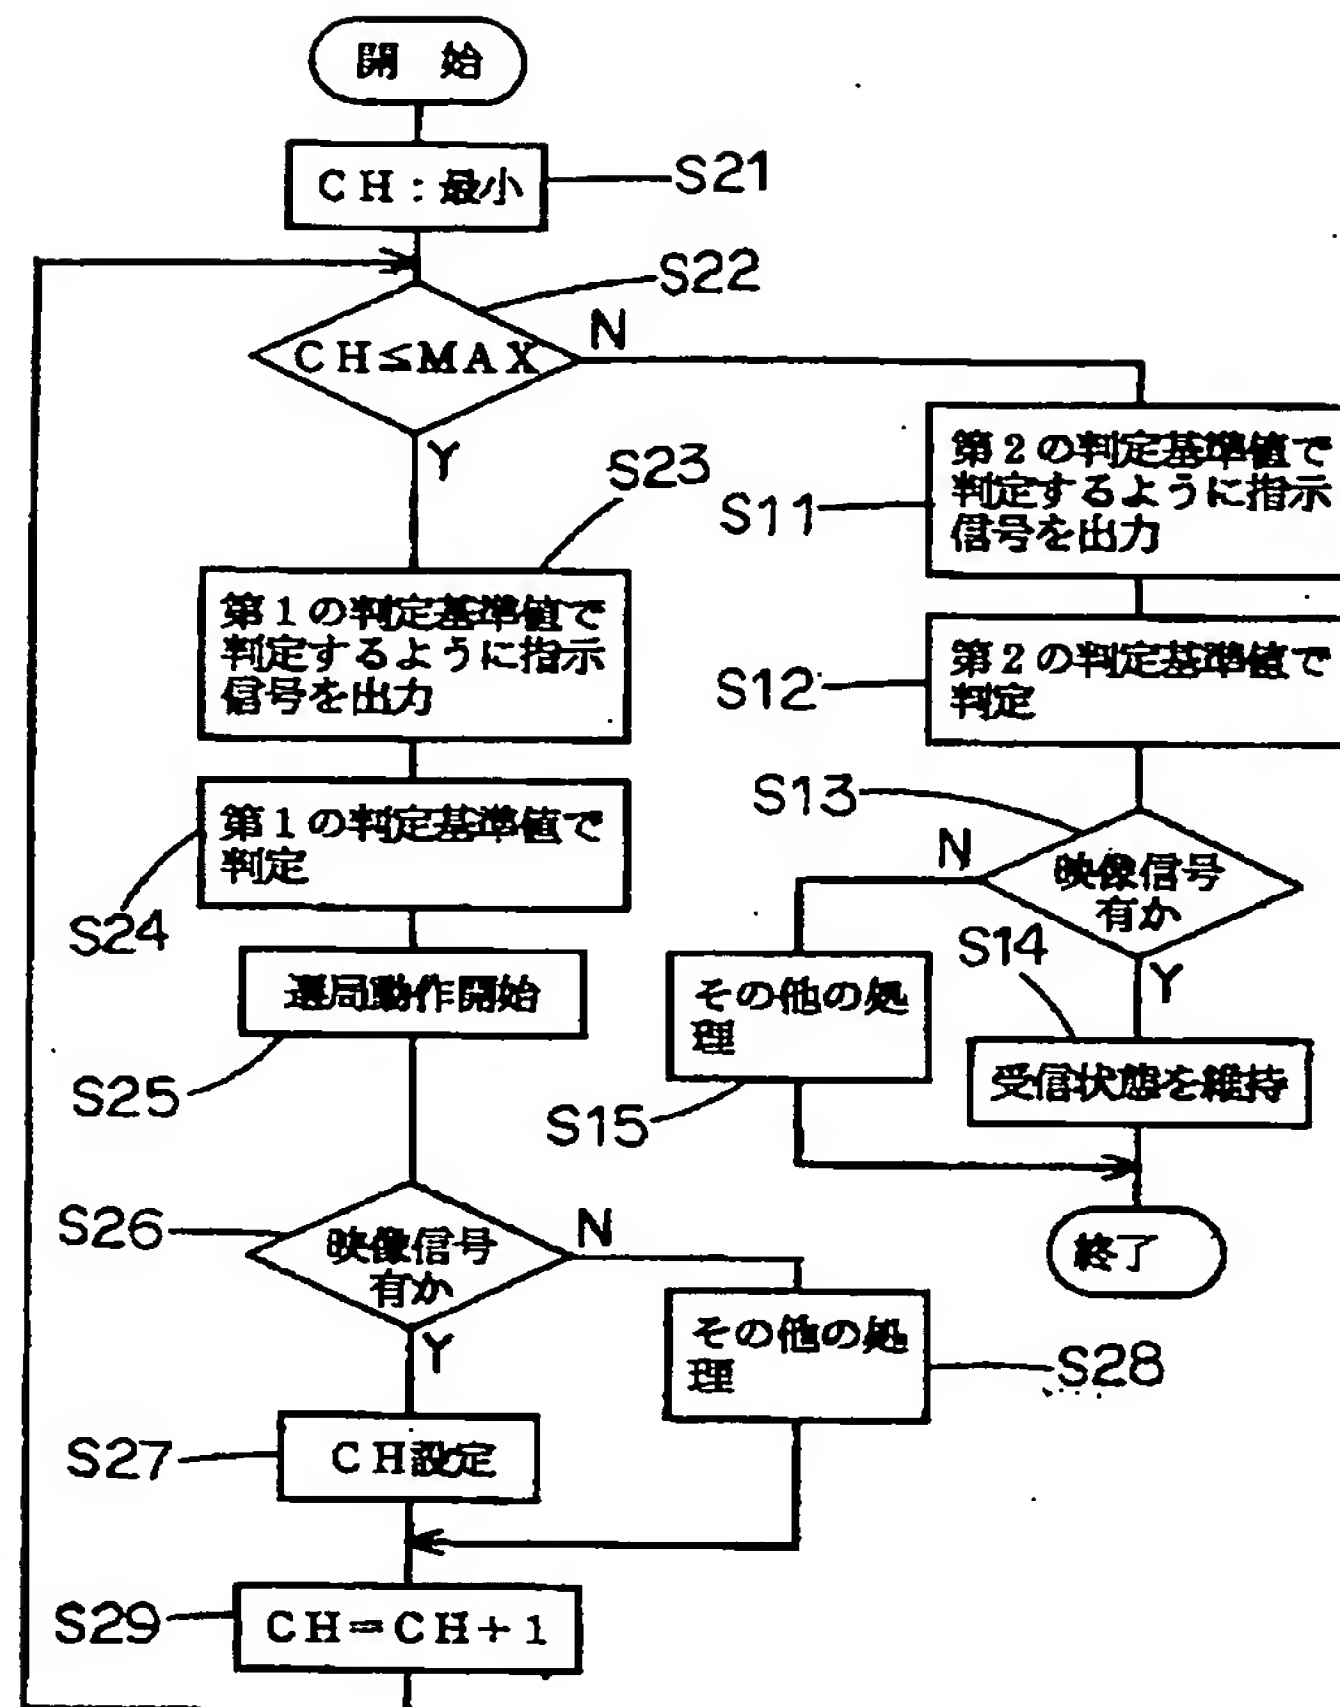 開 始
CH:最小
S21
S22
CH≦MAX
N
Y
S23
第1の判定基準値で
判定するように指示
信号を出力
第1の判定基準値で
判定
S24
選局動作開始
S25
S26
映像信号
有か
N
Y
その他の処
理
S28
CH設定
S27
S29
CH=CH+1
S11
第2の判定基準値で
判定するように指示
信号を出力
S12
第2の判定基準値で
判定
S13
映像信号
有か
N
Y
S14
その他の処
理
S15
受信状態を維持
終了